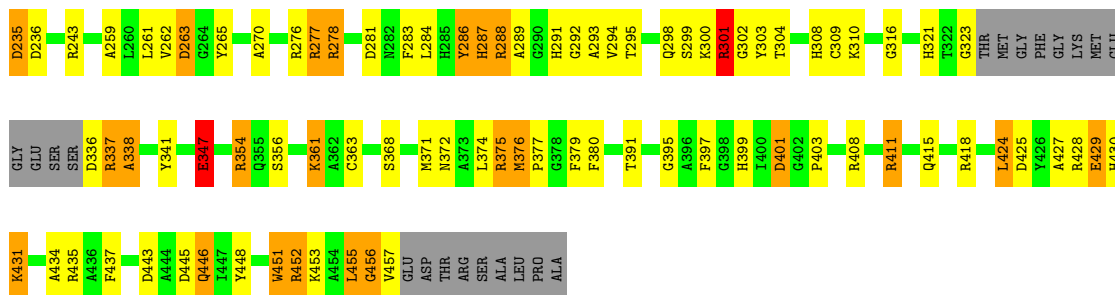 D235 D236 R243 A259 L260 L261 V262 D263 G264 Y265 A270 R276 R277 R278 D281 N282 F283 L284 H285 Y286 H287 R288 A289 G290 H291 G292 A293 V294 T295 Q298 S299 K300 R301 G302 Y303 T304 H308 C309 K310 G316 H321 T322 G323 THR MET GLY PHE GLY LYS MET GLU
GLY GLU SER SER D336 R337 A338 Y341 E347 R354 Q355 S356 K361 A362 C363 S368 M371 N372 A373 L374 R375 M376 P377 G378 F379 F380 T391 G395 A396 F397 G398 H399 I400 D401 G402 P403 R408 R411 Q415 R418 L424 D425 Y426 A427 R428 E429 H430
K431 A434 R435 A436 F437 D443 A444 D445 Q446 I447 Y448 W451 R452 K453 A454 L455 G456 V457 GLU ASP THR ARG SER ALA LEU PRO ALA